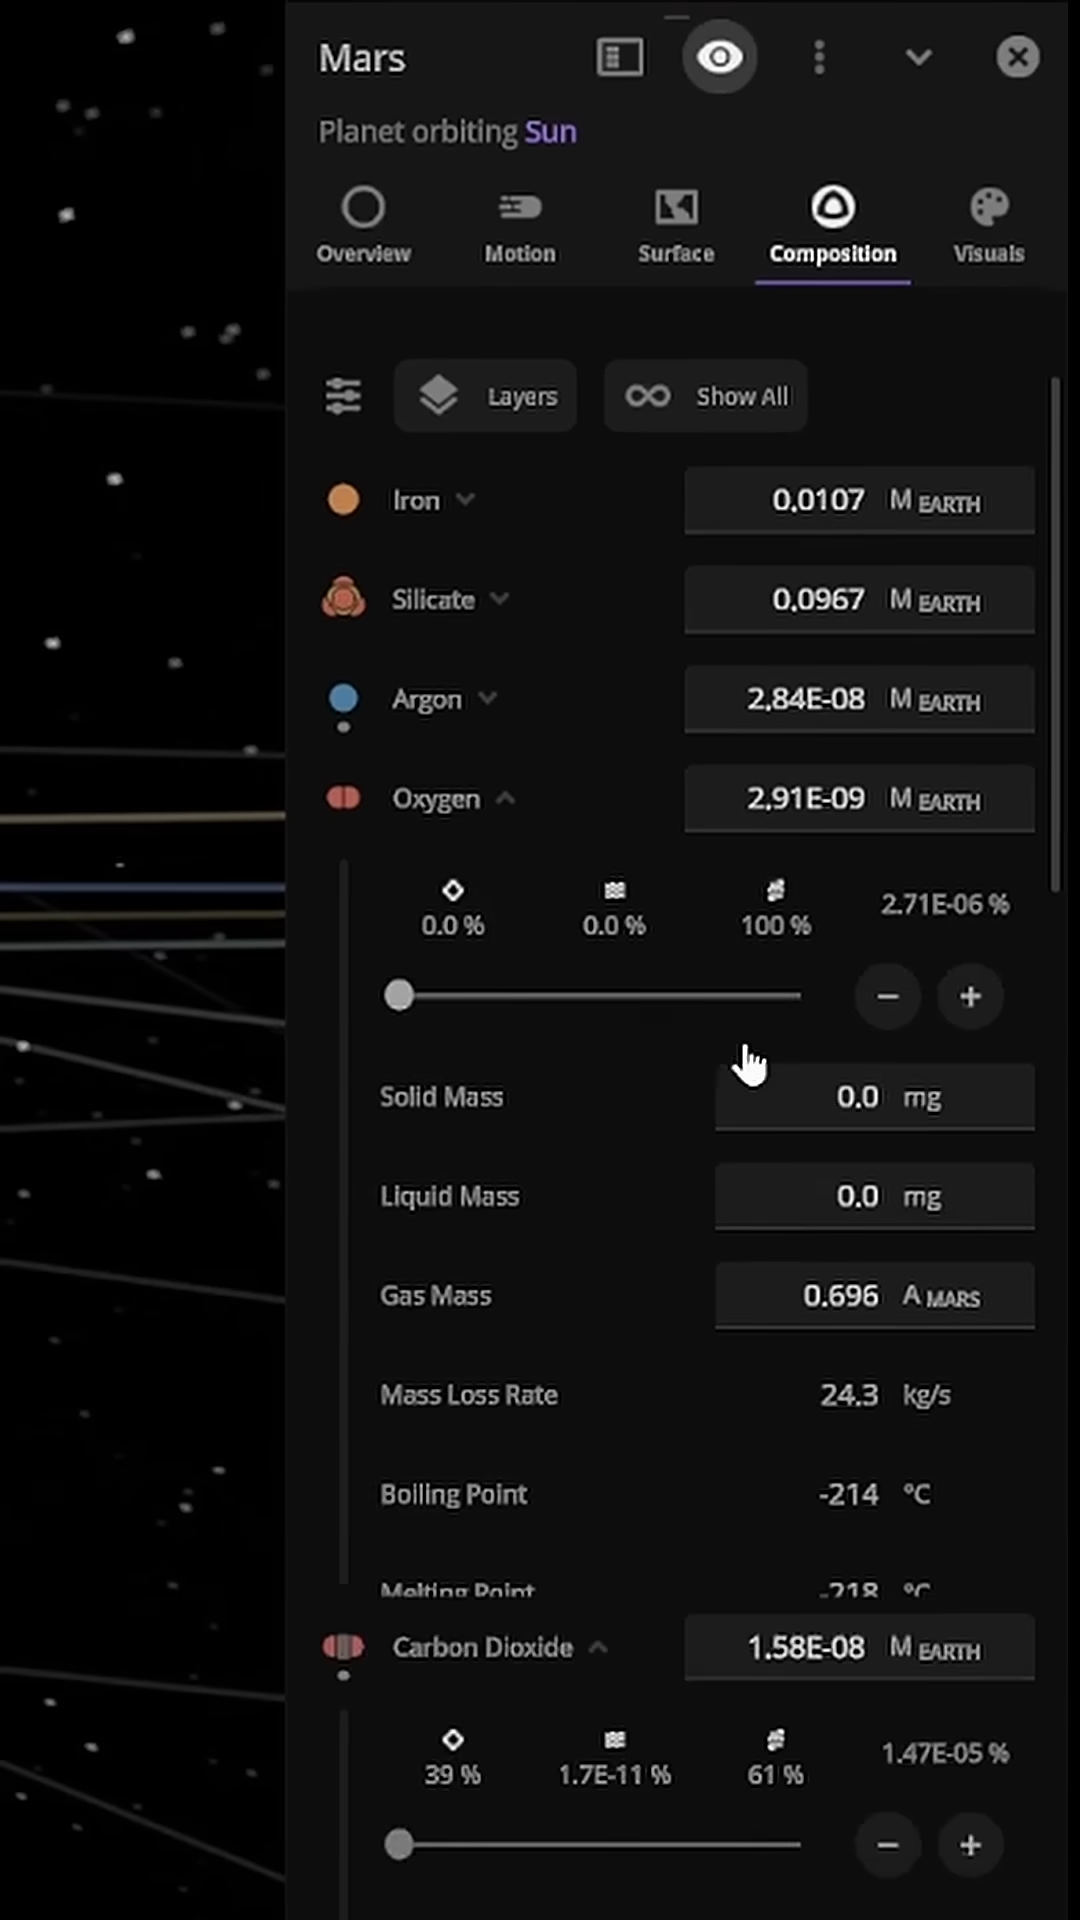 Mars
Planet orbiting Sun
Overview Motion Surface Composition Visuals
Layers Show All
Iron 0.0107 M EARTH
Silicate 0.0967 M EARTH
Argon 2.84E-08 M EARTH
Oxygen 2.91E-09 M EARTH
0.0 % 0.0 % 100 % 2.71E-06 %
Solid Mass 0.0 mg
Liquid Mass 0.0 mg
Gas Mass 0.696 A MARS
Mass Loss Rate 24.3 kg/s
Boiling Point -214 °C
Melting Point -218 °C
Carbon Dioxide 1.58E-08 M EARTH
39 % 1.7E-11 % 61 % 1.47E-05 %